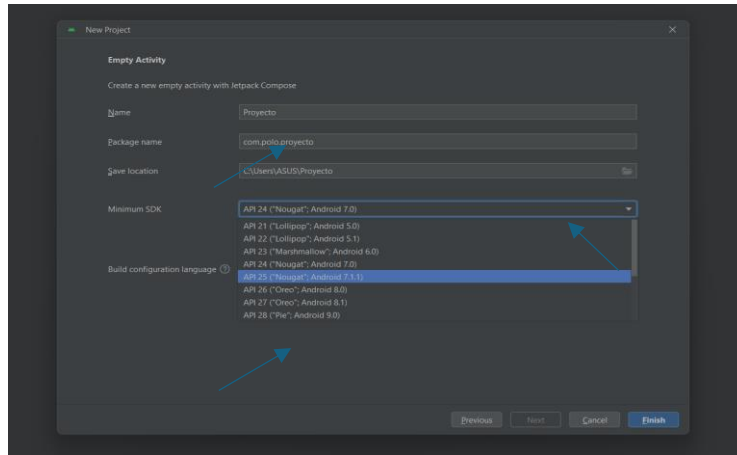 New Project
Empty Activity
Create a new empty activity with Jetpack Compose
Name Proyecto
Package name com.polo.proyecto
Save location C:\Users\ASUS\Proyecto
Minimum SDK API 24 ("Nougat"; Android 7.0)
API 21 ("Lollipop"; Android 5.0)
API 22 ("Lollipop"; Android 5.1)
API 23 ("Marshmallow"; Android 6.0)
API 24 ("Nougat"; Android 7.0)
Build configuration language ? API 25 ("Nougat"; Android 7.1.1)
API 26 ("Oreo"; Android 8.0)
API 27 ("Oreo"; Android 8.1)
API 28 ("Pie"; Android 9.0)
Previous Next Cancel Finish